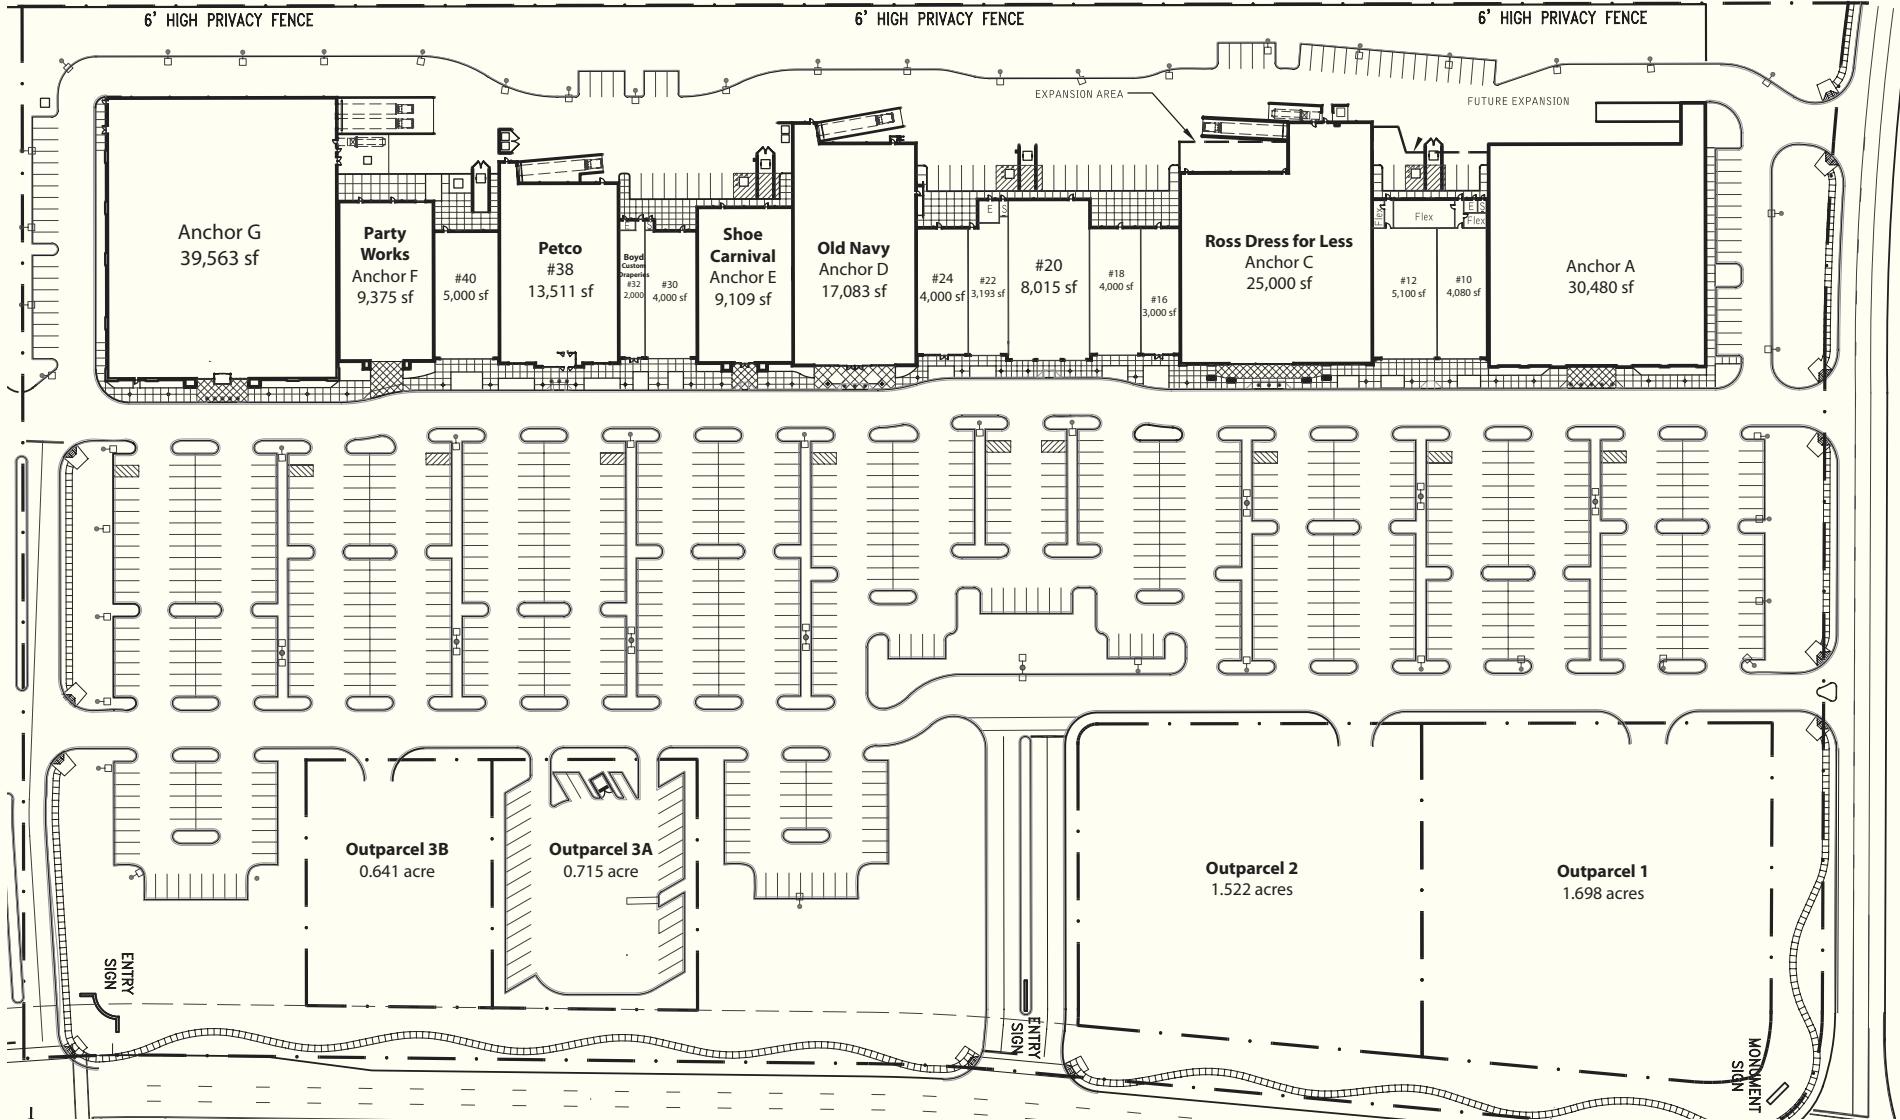 6' HIGH PRIVACY FENCE
6' HIGH PRIVACY FENCE
6' HIGH PRIVACY FENCE
EXPANSION AREA
FUTURE EXPANSION
Anchor G
39,563 sf
Party
Works
Anchor F
9,375 sf
#40
5,000 sf
Petco
#38
13,511 sf
E
S
Boyd
Custom
Draperies
#32
2,000
#30
4,000 sf
Shoe
Carnival
Anchor E
9,109 sf
Old Navy
Anchor D
17,083 sf
#24
4,000 sf
E
S
#22
3,193 sf
#20
8,015 sf
#18
4,000 sf
#16
3,000 sf
Ross Dress for Less
Anchor C
25,000 sf
Flex
Flex
E
S
Flex
#12
5,100 sf
#10
4,080 sf
Anchor A
30,480 sf
Outparcel 3B
0.641 acre
Outparcel 3A
0.715 acre
Outparcel 2
1.522 acres
Outparcel 1
1.698 acres
ENTRY
SIGN
ENTRY
SIGN
MONUMENT
SIGN